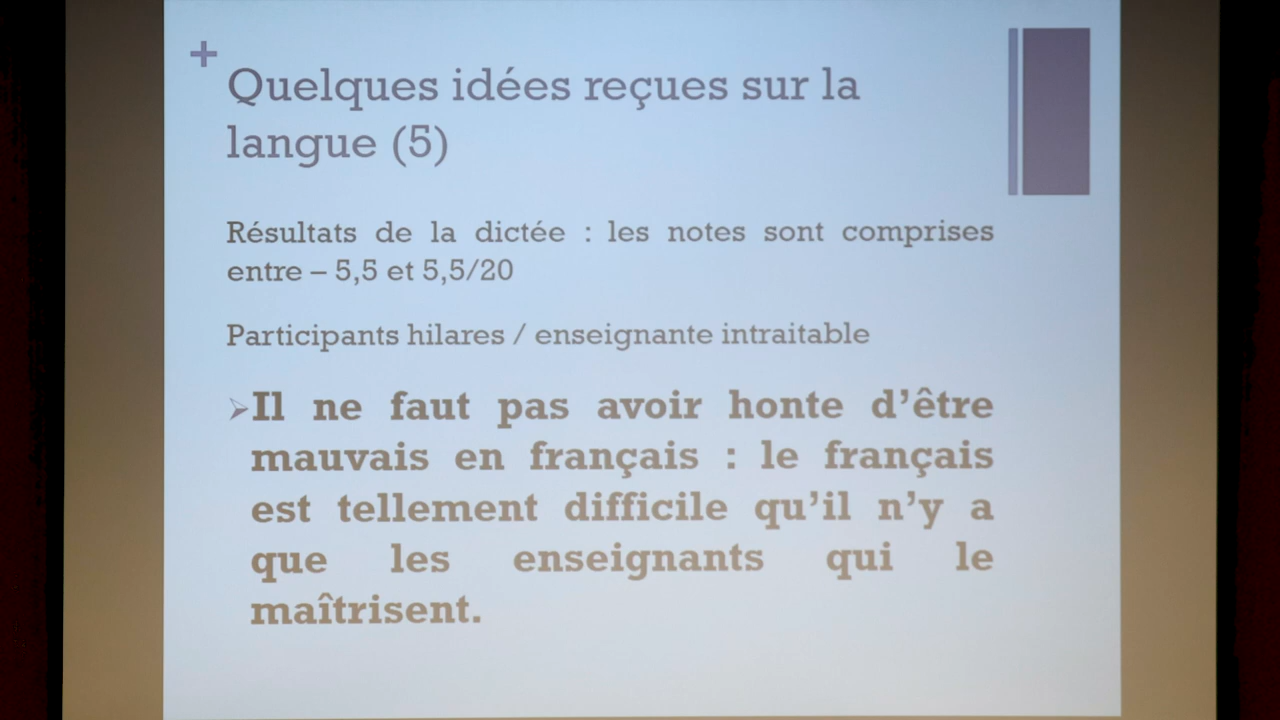 Quelques idées reçues sur la
langue (5)
Résultats de la dictée : les notes sont comprises
entre – 5,5 et 5,5/20
Participants hilares / enseignante intraitable
➢Il ne faut pas avoir honte d’être
mauvais en français : le français
est tellement difficile qu’il n’y a
que les enseignants qui le
maîtrisent.